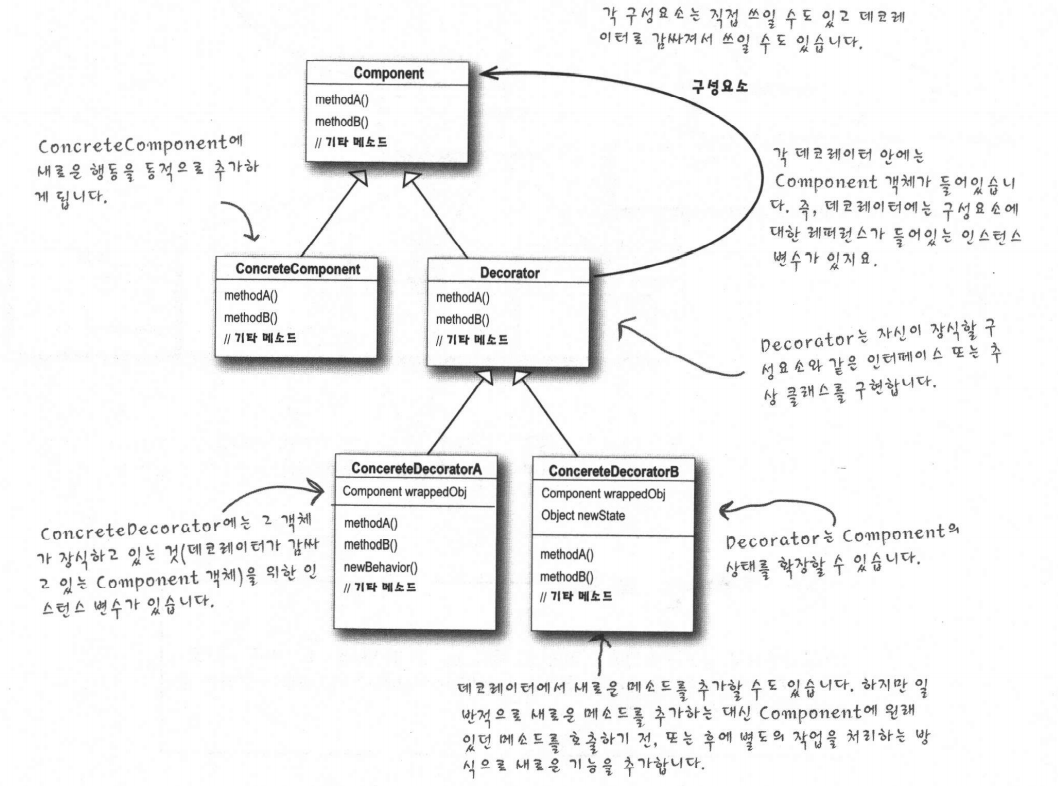 각 구성요소는 직접 쓰일 수도 있고 데코레
이터로 감싸져서 쓰일 수도 있습니다.
Component
methodA()
methodB()
// 기타 메소드
구성요소
ConcreteComponent에
새로운 행동을 동적으로 추가하
게 됩니다.
각 데코레이터 안에는
Component 객체가 들어있습니
다. 즉, 데코레이터에는 구성요소에
대한 레퍼런스가 들어있는 인스턴스
변수가 있지요.
ConcreteComponent
methodA()
methodB()
// 기타 메소드
Decorator
methodA()
methodB()
// 기타 메소드
Decorator는 자신이 장식할 구
성요소와 같은 인터페이스 또는 추
상 클래스를 구현합니다.
ConcereteDecoratorA
Component wrappedObj
methodA()
methodB()
newBehavior()
// 기타 메소드
ConcereteDecoratorB
Component wrappedObj
Object newState
methodA()
methodB()
// 기타 메소드
ConcreteDecorator에는 그 객체
가 장식하고 있는 것(데코레이터가 감싸
고 있는 Component 객체)을 위한 인
스턴스 변수가 있습니다.
Decorator는 Component의
상태를 확장할 수 있습니다.
데코레이터에서 새로운 메소드를 추가할 수도 있습니다. 하지만 일
반적으로 새로운 메소드를 추가하는 대신 Component에 원래
있던 메소드를 호출하기 전, 또는 후에 별도의 작업을 처리하는 방
식으로 새로운 기능을 추가합니다.